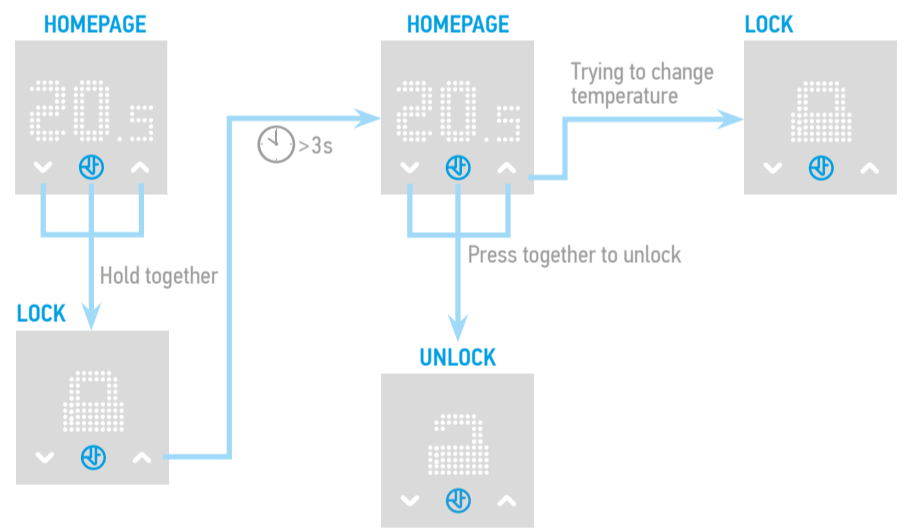 HOMEPAGE
20.5
Hold together
LOCK
>3s
HOMEPAGE
20.5
Trying to change
temperature
LOCK
Press together to unlock
UNLOCK